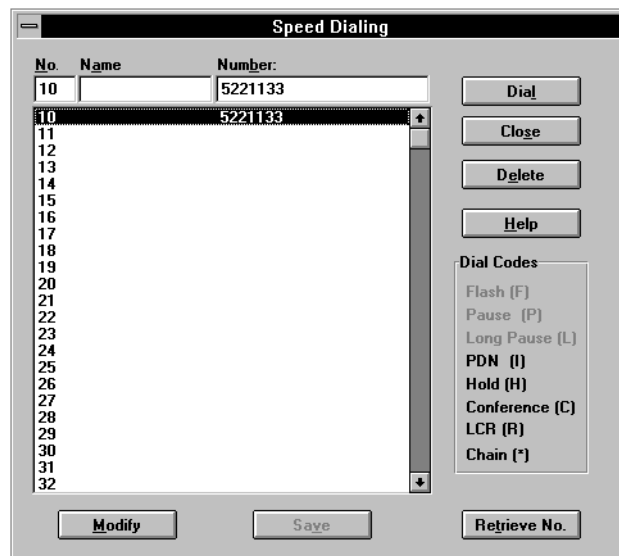 Speed Dialing
No. Name Number:
10 5221133
10 5221133
11
12
13
14
15
16
17
18
19
20
21
22
23
24
25
26
27
28
29
30
31
32
Dial
Close
Delete
Help
Dial Codes
Flash (F)
Pause (P)
Long Pause (L)
PDN (I)
Hold (H)
Conference (C)
LCR (R)
Chain (*)
Modify Save Retrieve No.